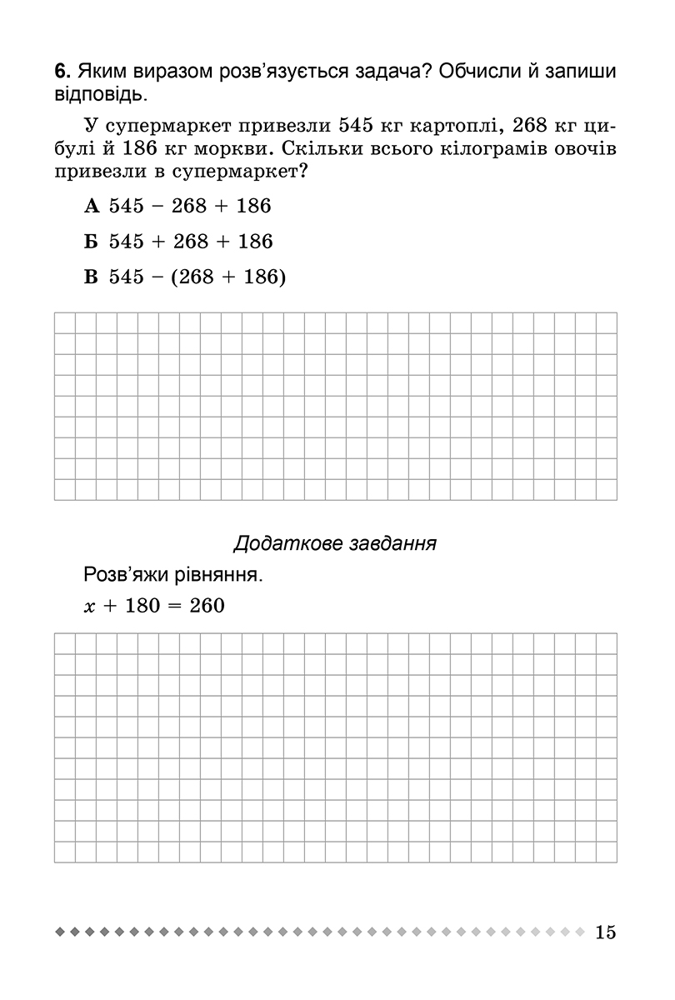 6. Яким виразом розв’язується задача? Обчисли й запиши
відповідь.
У супермаркет привезли 545 кг картоплі, 268 кг ци-
булі й 186 кг моркви. Скільки всього кілограмів овочів
привезли в супермаркет?
А 545 – 268 + 186
Б 545 + 268 + 186
В 545 – (268 + 186)
Додаткове завдання
Розв’яжи рівняння.
x + 180 = 260
15